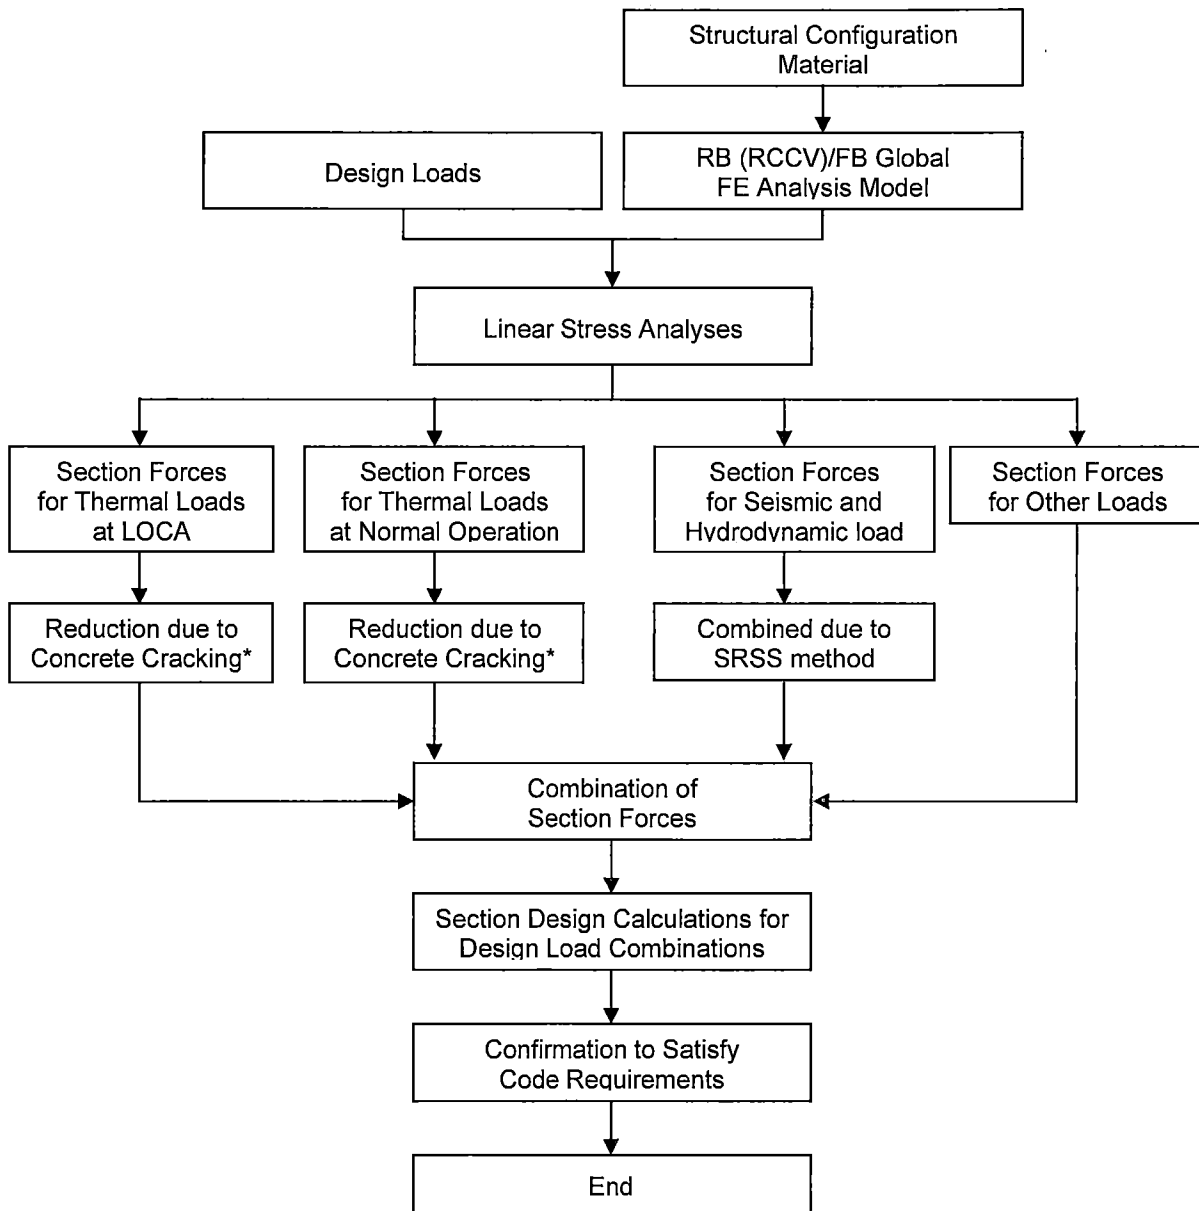 Structural Configuration
Material
Design Loads
RB (RCCV)/FB Global
FE Analysis Model
Linear Stress Analyses
Section Forces
for Thermal Loads
at LOCA
Section Forces
for Thermal Loads
at Normal Operation
Section Forces
for Seismic and
Hydrodynamic load
Section Forces
for Other Loads
Reduction due to
Concrete Cracking*
Reduction due to
Concrete Cracking*
Combined due to
SRSS method
Combination of
Section Forces
Section Design Calculations for
Design Load Combinations
Confirmation to Satisfy
Code Requirements
End